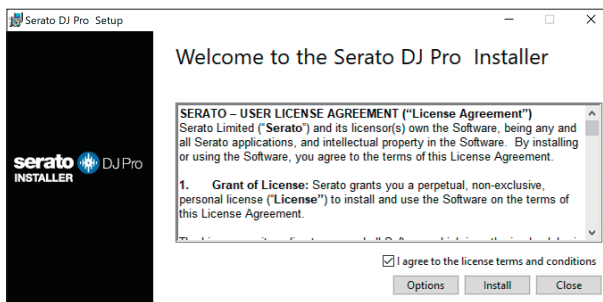 Serato DJ Pro Setup
Welcome to the Serato DJ Pro Installer
serato DJ Pro
INSTALLER
SERATO – USER LICENSE AGREEMENT (“License Agreement”)
Serato Limited (“Serato”) and its licensor(s) own the Software, being any and
all Serato applications, and intellectual property in the Software. By installing
or using the Software, you agree to the terms of this License Agreement.
1. Grant of License: Serato grants you a perpetual, non-exclusive,
personal license (“License”) to install and use the Software on the terms of
this License Agreement.
I agree to the license terms and conditions
Options Install Close